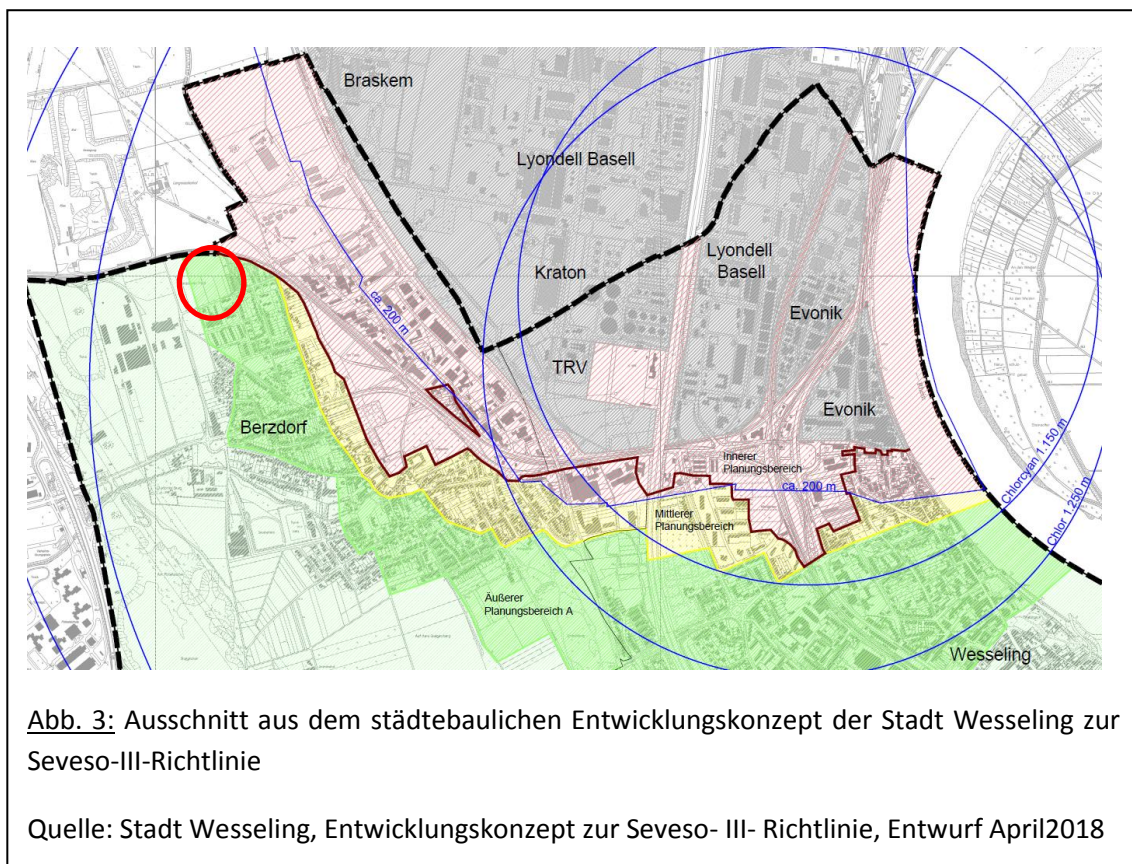 Braskem
Lyondell Basell
Lyondell
Basell
Kraton
Evonik
ca. 200 m
TRV
Evonik
Berzdorf
Innerer
Planungsbereich
ca. 200 m
Mittlerer
Planungsbereich
Chlorcyan 1.150 m
Chlor 1.250 m
Äußerer
Planungsbereich A
Wesseling
Abb. 3: Ausschnitt aus dem städtebaulichen Entwicklungskonzept der Stadt Wesseling zur
Seveso-III-Richtlinie
Quelle: Stadt Wesseling, Entwicklungskonzept zur Seveso- III- Richtlinie, Entwurf April2018